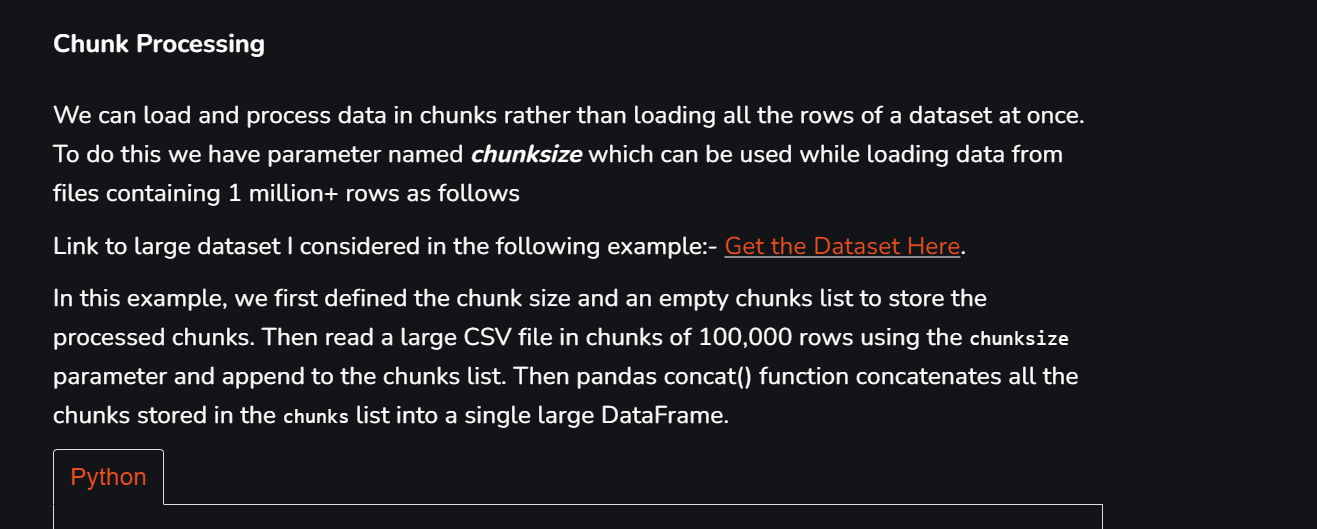 Chunk Processing
We can load and process data in chunks rather than loading all the rows of a dataset at once.
To do this we have parameter named chunksize which can be used while loading data from
files containing 1 million+ rows as follows
Link to large dataset I considered in the following example:- Get the Dataset Here.
In this example, we first defined the chunk size and an empty chunks list to store the
processed chunks. Then read a large CSV file in chunks of 100,000 rows using the chunksize
parameter and append to the chunks list. Then pandas concat() function concatenates all the
chunks stored in the chunks list into a single large DataFrame.
Python